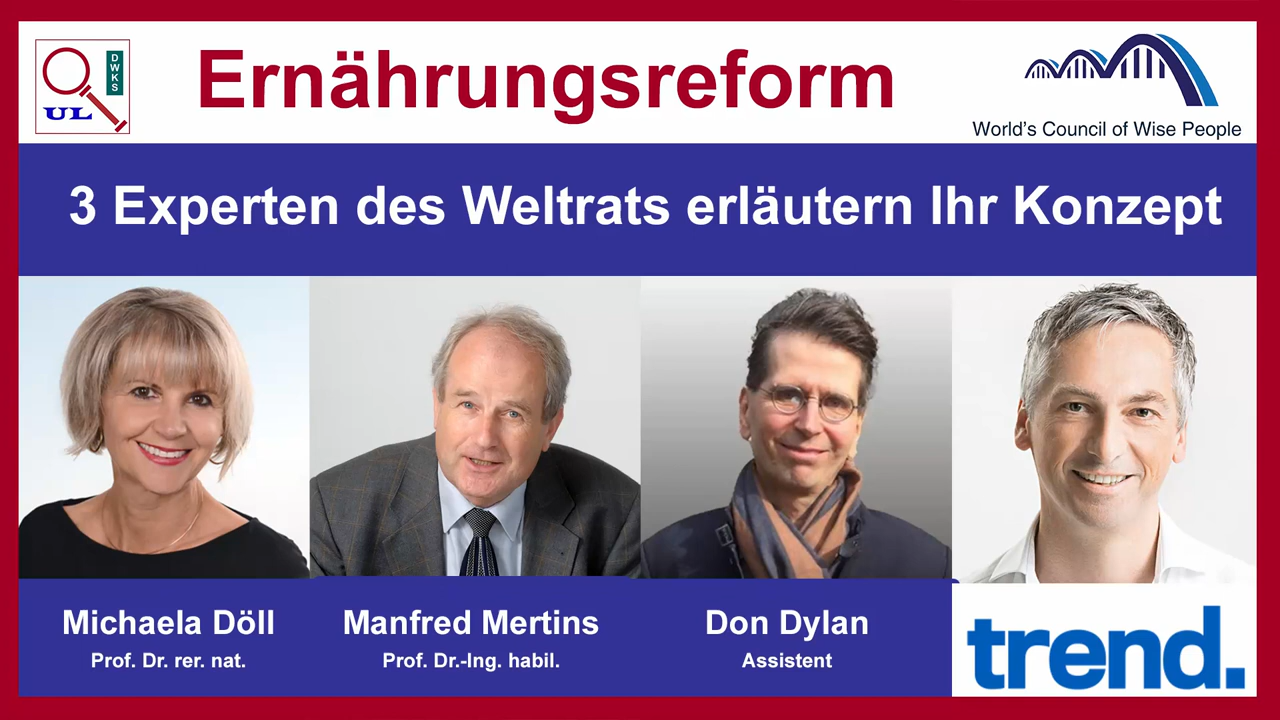 UL
DWKS
Ernährungsreform
World's Council of Wise People
3 Experten des Weltrats erläutern Ihr Konzept
Michaela Döll
Prof. Dr. rer. nat.
Manfred Mertins
Prof. Dr.-Ing. habil.
Don Dylan
Assistent
trend.